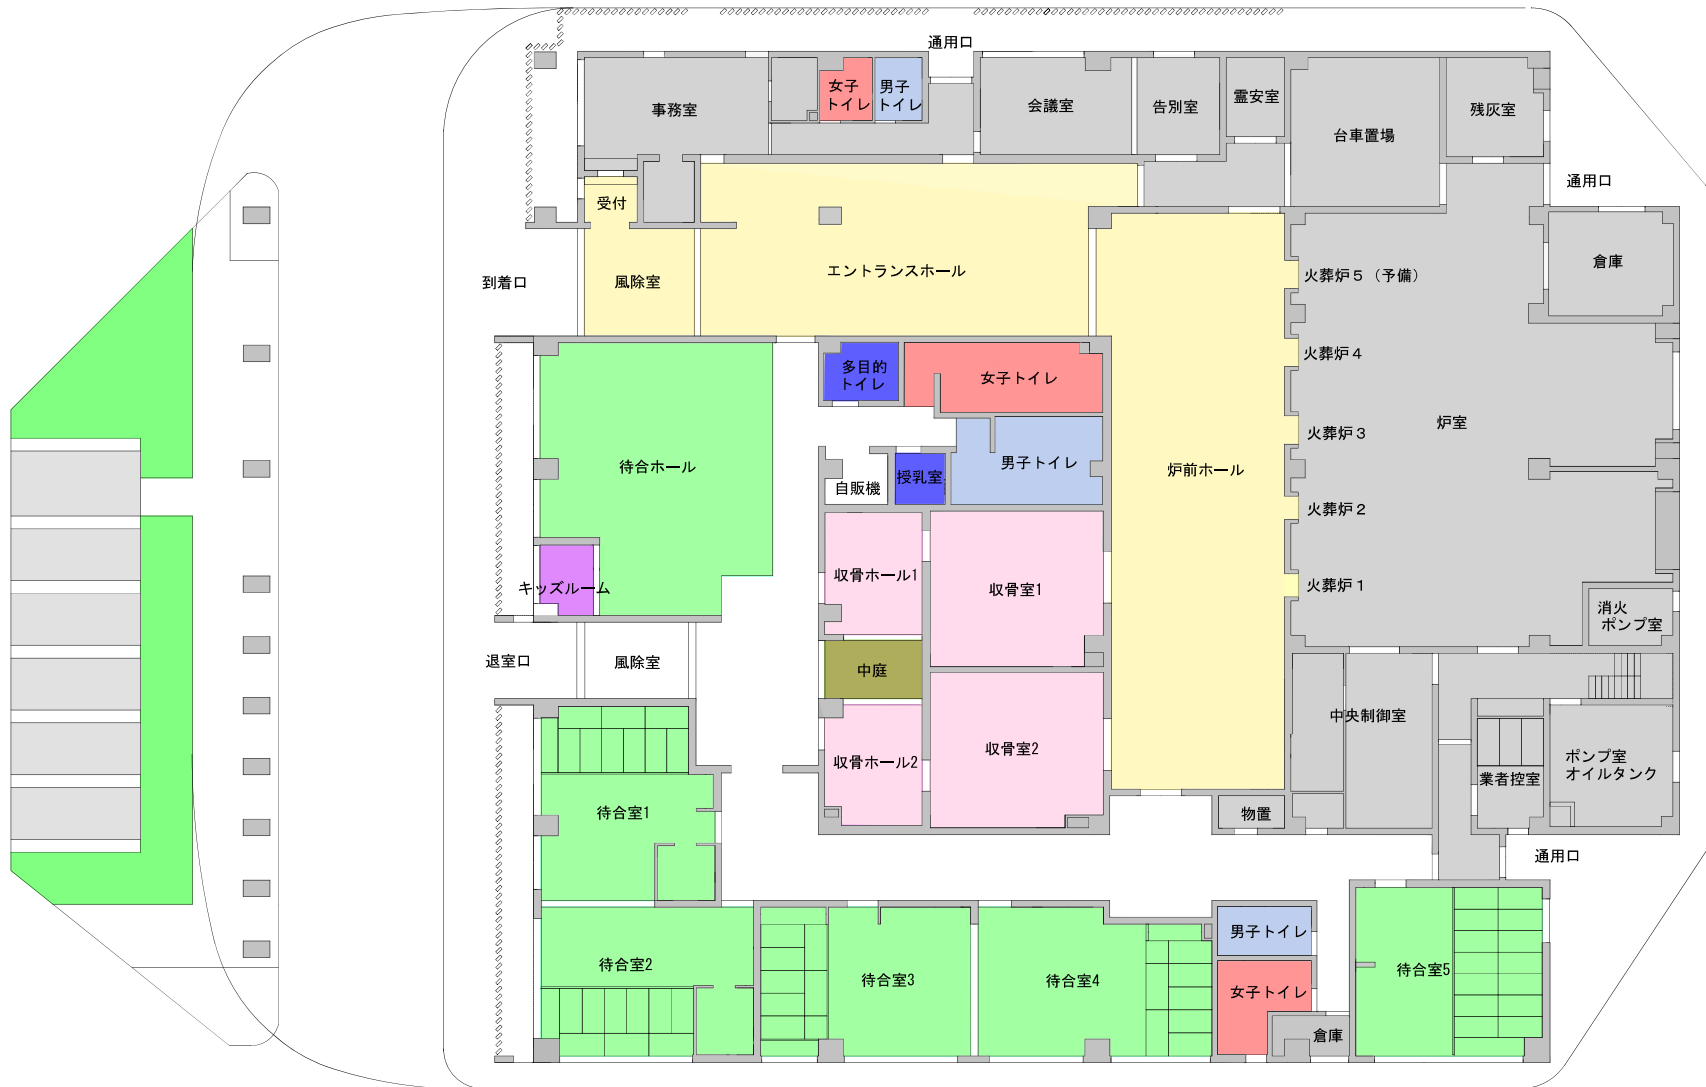 通用口
事務室
女子
トイレ
男子
トイレ
会議室
告別室
霊安室
台車置場
残灰室
通用口
受付
倉庫
到着口
風除室
エントランスホール
火葬炉５（予備）
火葬炉４
多目的
トイレ
女子トイレ
炉室
火葬炉３
待合ホール
男子トイレ
炉前ホール
授乳室
自販機
火葬炉２
収骨ホール1
収骨室1
キッズルーム
火葬炉１
消火
ポンプ室
退室口
風除室
中庭
中央制御室
収骨室2
収骨ホール2
ポンプ室
オイルタンク
業者控室
待合室1
物置
通用口
男子トイレ
待合室2
待合室3
待合室4
待合室5
女子トイレ
倉庫